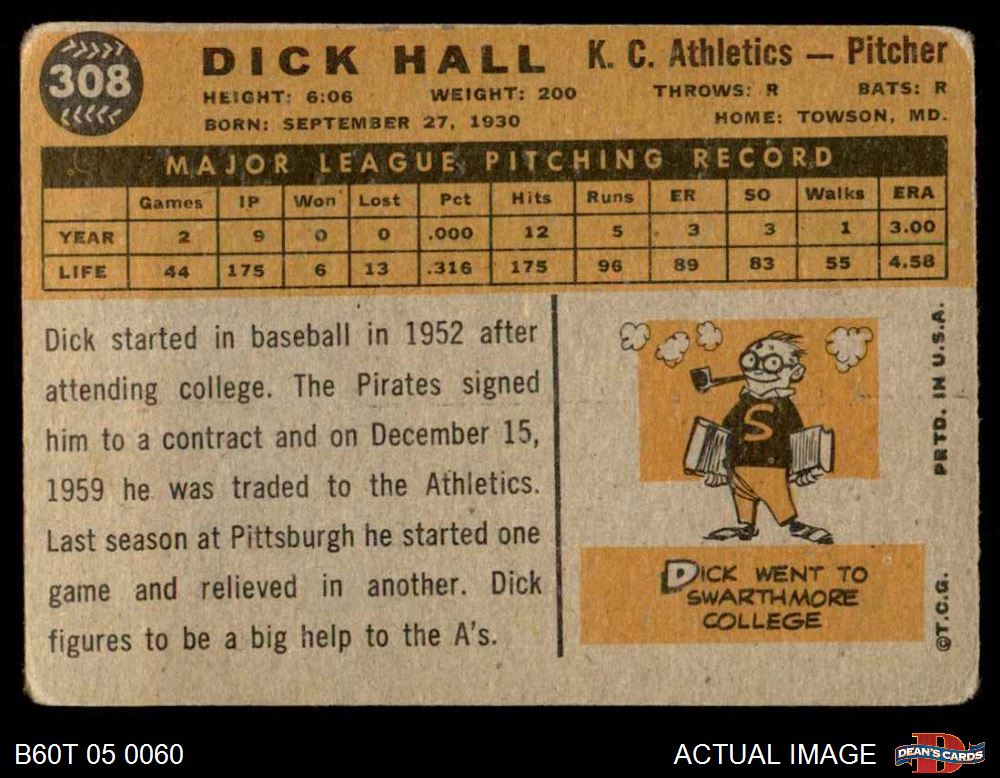 308
DICK HALL K. C. Athletics — Pitcher
HEIGHT: 6:06 WEIGHT: 200 THROWS: R BATS: R
BORN: SEPTEMBER 27, 1930 HOME: TOWSON, MD.
MAJOR LEAGUE PITCHING RECORD
Games IP Won Lost Pct Hits Runs ER SO Walks ERA
YEAR 2 9 0 0 .000 12 5 3 3 1 3.00
LIFE 44 175 6 13 .316 175 96 89 83 55 4.58
Dick started in baseball in 1952 after
attending college. The Pirates signed
him to a contract and on December 15,
1959 he was traded to the Athletics.
Last season at Pittsburgh he started one
game and relieved in another. Dick
figures to be a big help to the A's.
S
DICK WENT TO
SWARTHMORE
COLLEGE
©T.C.G. PRTD. IN U.S.A.
B60T 05 0060 ACTUAL IMAGE
D
DEAN'S CARDS